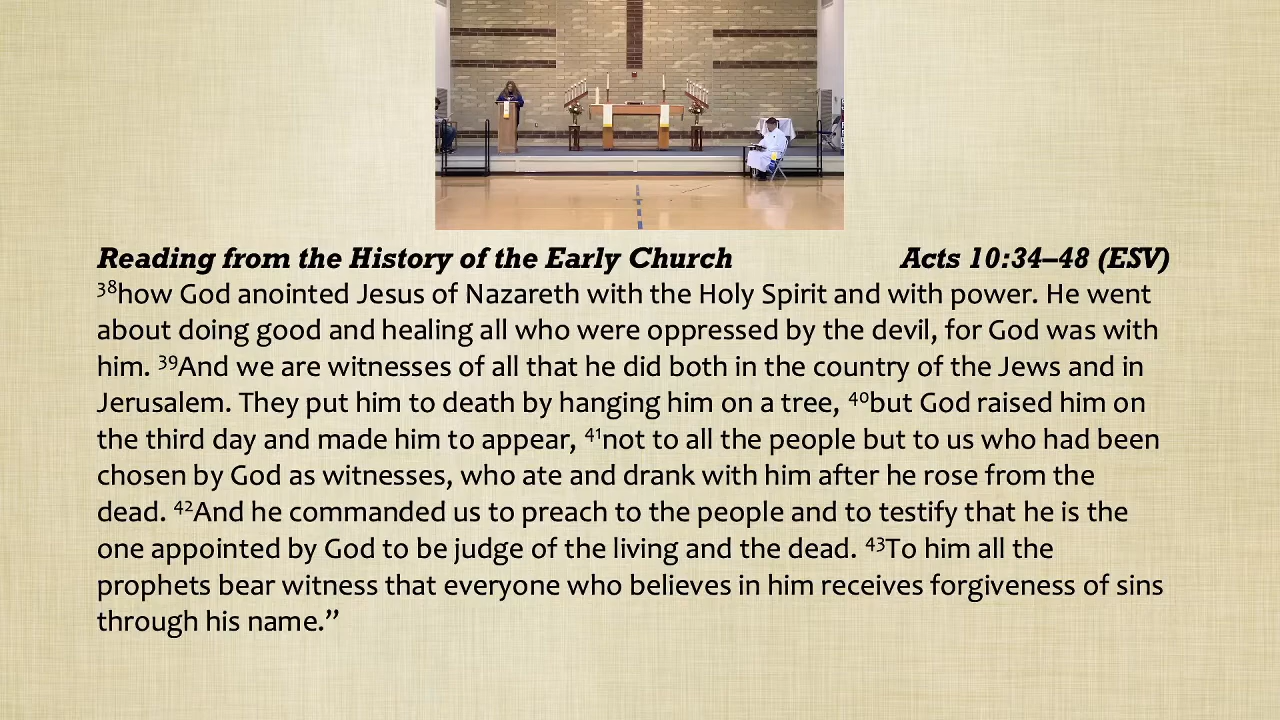 Reading from the History of the Early Church Acts 10:34–48 (ESV)
³⁸how God anointed Jesus of Nazareth with the Holy Spirit and with power. He went
about doing good and healing all who were oppressed by the devil, for God was with
him. ³⁹And we are witnesses of all that he did both in the country of the Jews and in
Jerusalem. They put him to death by hanging him on a tree, ⁴⁰but God raised him on
the third day and made him to appear, ⁴¹not to all the people but to us who had been
chosen by God as witnesses, who ate and drank with him after he rose from the
dead. ⁴²And he commanded us to preach to the people and to testify that he is the
one appointed by God to be judge of the living and the dead. ⁴³To him all the
prophets bear witness that everyone who believes in him receives forgiveness of sins
through his name.”